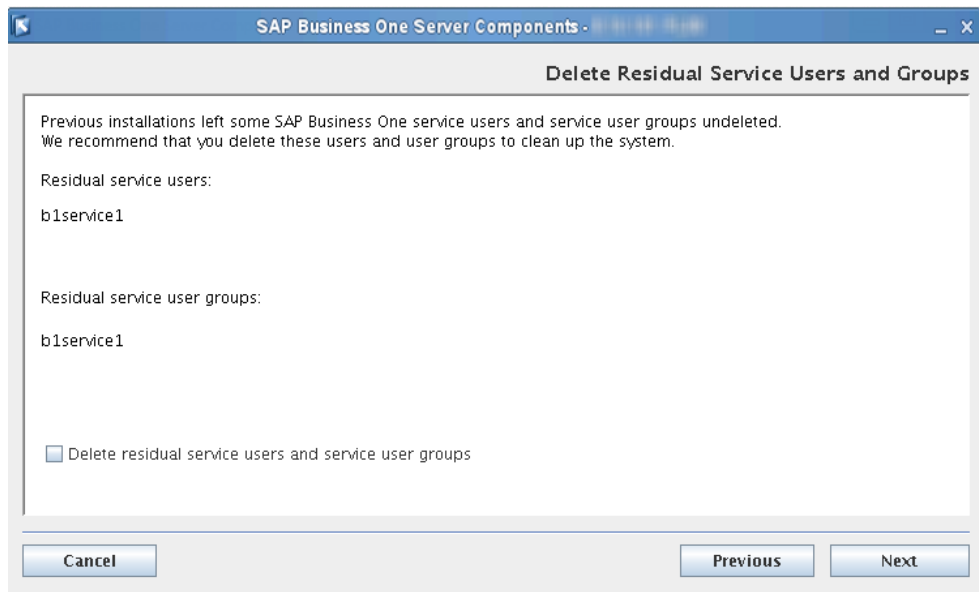 SAP Business One Server Components -
Delete Residual Service Users and Groups
Previous installations left some SAP Business One service users and service user groups undeleted.
We recommend that you delete these users and user groups to clean up the system.
Residual service users:
b1service1
Residual service user groups:
b1service1
Delete residual service users and service user groups
Cancel
Previous
Next